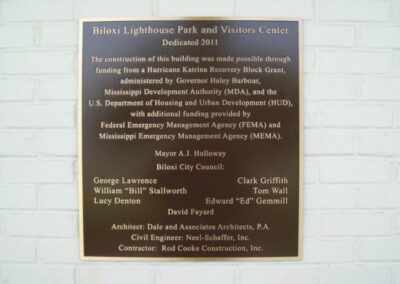 Biloxi Lighthouse Park and Visitors Center
Dedicated 2011
The construction of this building was made possible through
funding from a Hurricane Katrina Recovery Block Grant,
administered by Governor Haley Barbour,
Mississippi Development Authority (MDA), and the
U.S. Department of Housing and Urban Development (HUD),
with additional funding provided by
Federal Emergency Management Agency (FEMA) and
Mississippi Emergency Management Agency (MEMA).
Mayor A.J. Holloway
Biloxi City Council:
George Lawrence Clark Griffith
William "Bill" Stallworth Tom Wall
Lucy Denton Edward "Ed" Gemmill
David Fayard
Architect: Dale and Associates Architects, P.A.
Civil Engineer: Neel-Schaffer, Inc.
Contractor: Rod Cooke Construction, Inc.